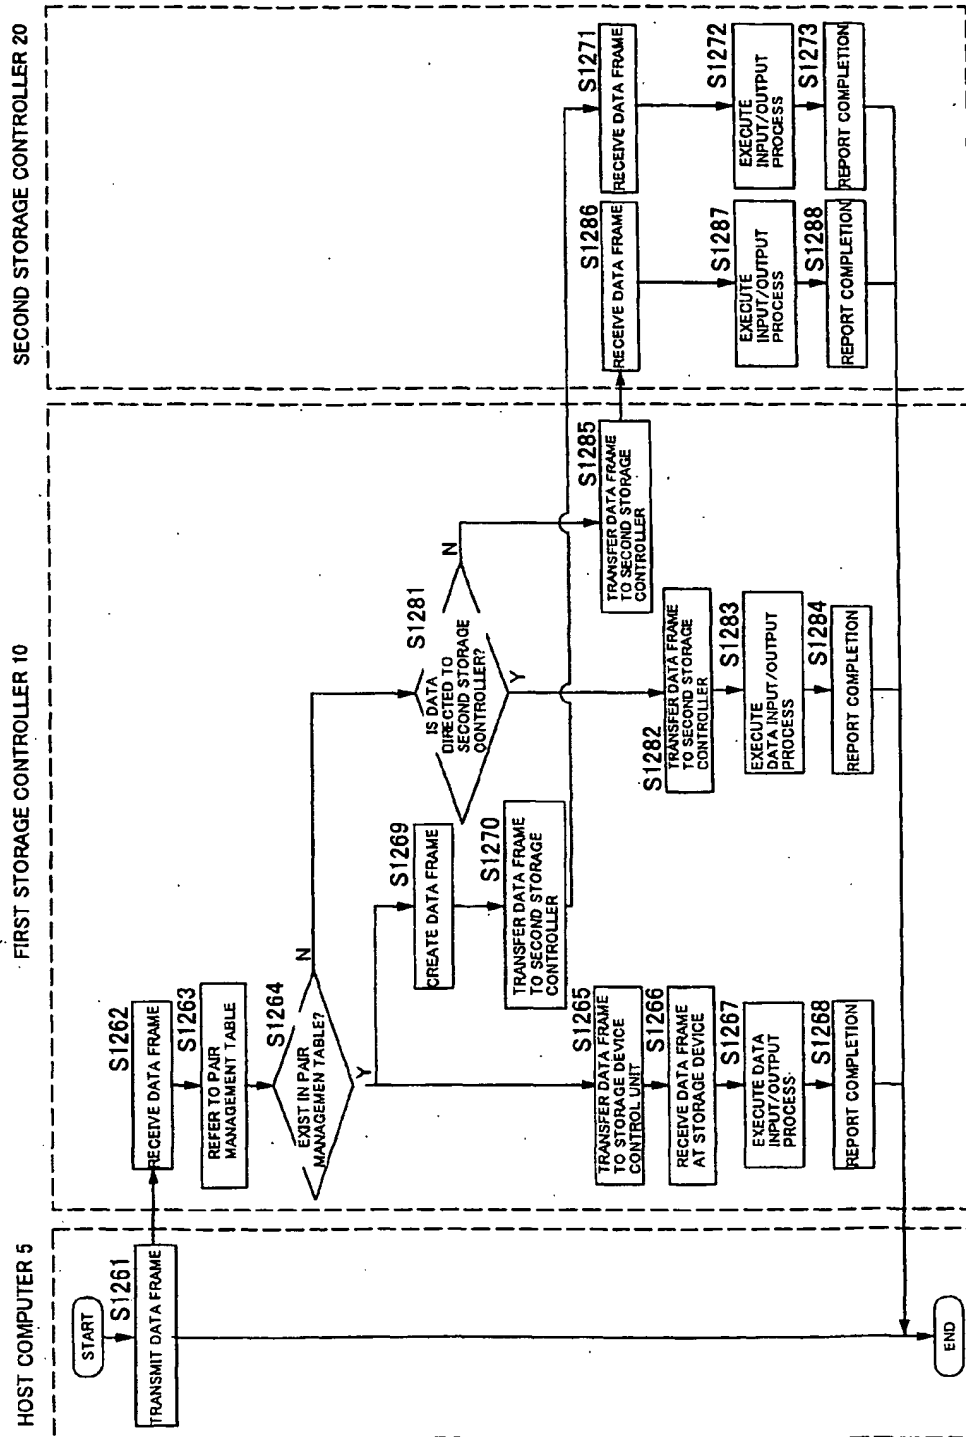 HOST COMPUTER 5
START
S1261
TRANSMIT DATA FRAME
END
FIRST STORAGE CONTROLLER 10
S1262
RECEIVE DATA FRAME
S1263
REFER TO PAIR
MANAGEMENT TABLE
S1264
EXIST IN PAIR
MANAGEMENT TABLE?
N
Y
S1265
TRANSFER DATA FRAME
TO STORAGE DEVICE
CONTROL UNIT
S1266
RECEIVE DATA FRAME
AT STORAGE DEVICE
S1267
EXECUTE DATA
INPUT/OUTPUT
PROCESS
S1268
REPORT COMPLETION
S1269
CREATE DATA FRAME
S1270
TRANSFER DATA FRAME
TO SECOND STORAGE
CONTROLLER
S1281
IS DATA
DIRECTED TO
SECOND STORAGE
CONTROLLER?
N
Y
S1282
TRANSFER DATA FRAME
TO SECOND STORAGE
CONTROLLER
S1283
EXECUTE
DATA INPUT/OUTPUT
PROCESS
S1284
REPORT COMPLETION
S1285
TRANSFER DATA FRAME
TO SECOND STORAGE
CONTROLLER
SECOND STORAGE CONTROLLER 20
S1286
RECEIVE DATA FRAME
S1287
EXECUTE
INPUT/OUTPUT
PROCESS
S1288
REPORT COMPLETION
S1271
RECEIVE DATA FRAME
S1272
EXECUTE
INPUT/OUTPUT
PROCESS
S1273
REPORT COMPLETION